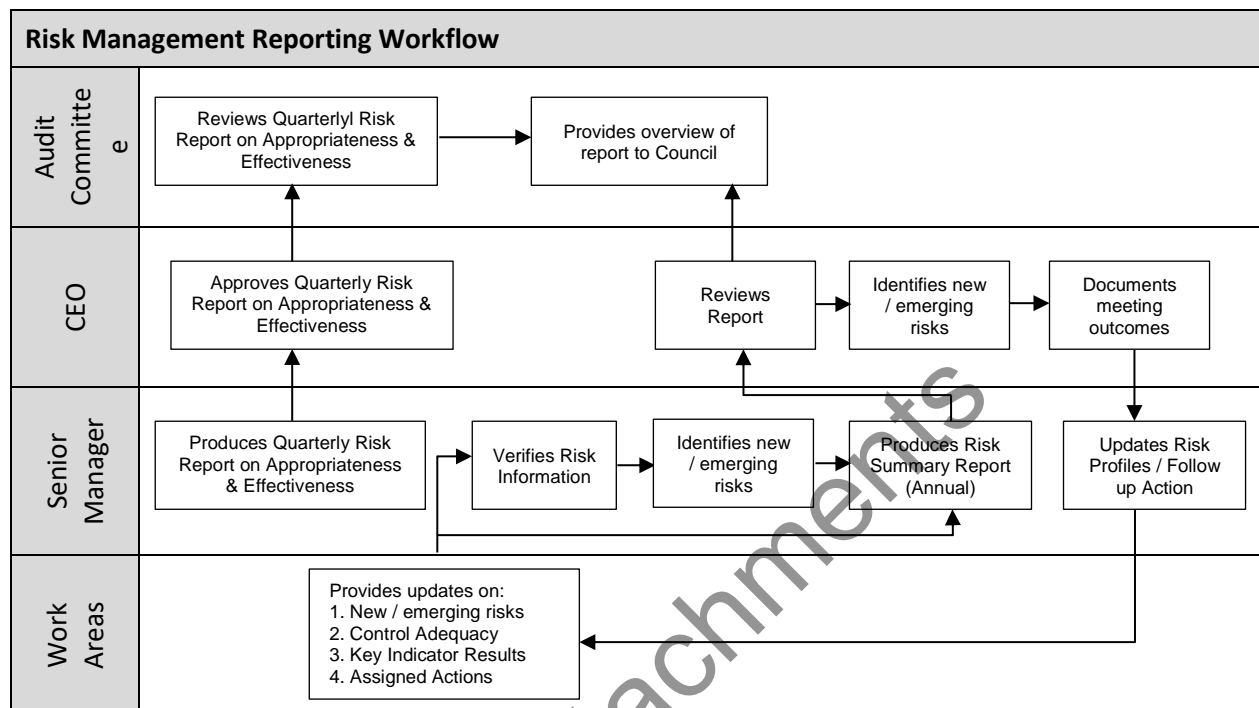 Risk Management Reporting Workflow
Audit
Committe
e
Reviews Quarterlyl Risk
Report on Appropriateness &
Effectiveness
Provides overview of
report to Council
CEO
Approves Quarterly Risk
Report on Appropriateness &
Effectiveness
Reviews
Report
Identifies new
/ emerging
risks
Documents
meeting
outcomes
Senior
Manager
Produces Quarterly Risk
Report on Appropriateness
& Effectiveness
Verifies Risk
Information
Identifies new
/ emerging
risks
Produces Risk
Summary Report
(Annual)
Updates Risk
Profiles / Follow
up Action
Work
Areas
Provides updates on:
1. New / emerging risks
2. Control Adequacy
3. Key Indicator Results
4. Assigned Actions